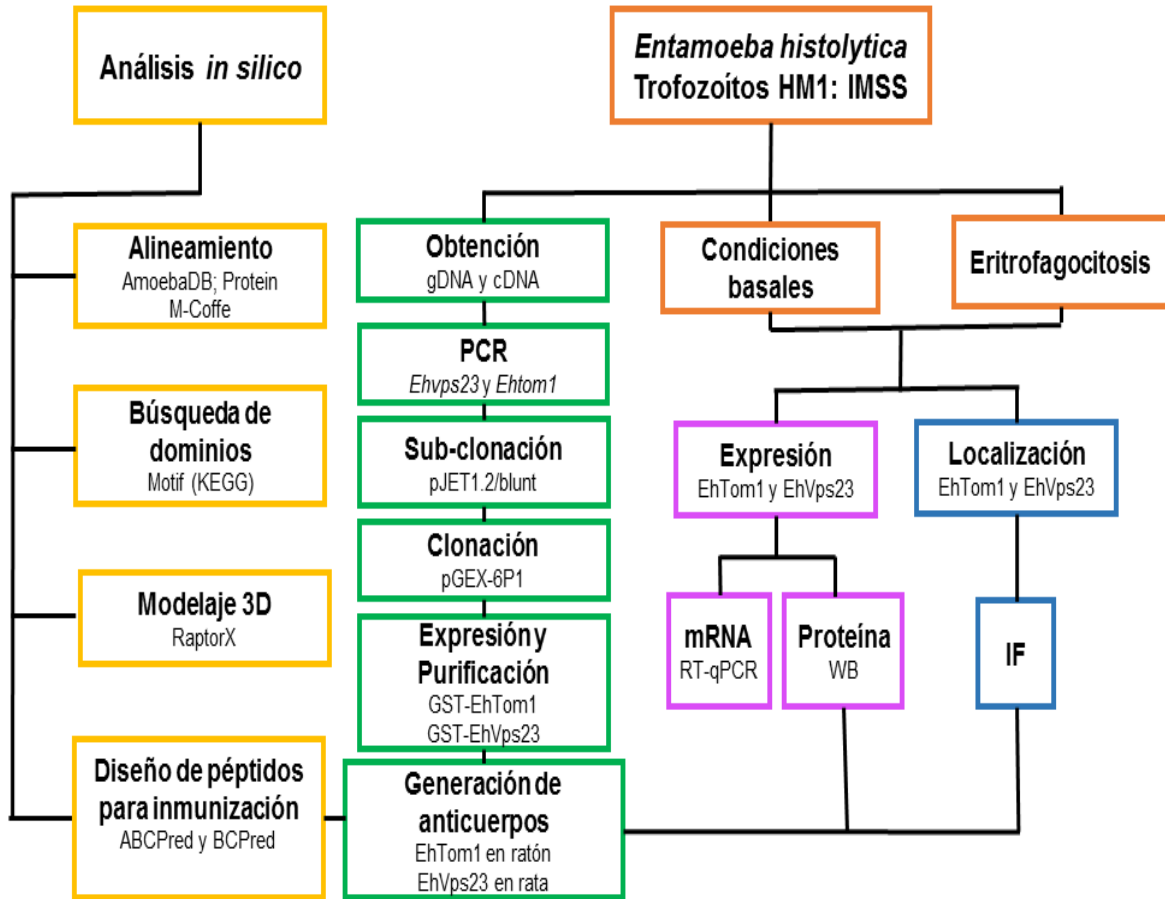 Análisis in silico
Entamoeba histolytica
Trofozoítos HM1: IMSS
Alineamiento
AmoebaDB; Protein
M-Coffe
Búsqueda de
dominios
Motif (KEGG)
Modelaje 3D
RaptorX
Diseño de péptidos
para inmunización
ABCPred y BCPred
Obtención
gDNA y cDNA
PCR
Ehvps23 y Ehtom1
Sub-clonación
pJET1.2/blunt
Clonación
pGEX-6P1
Expresión y
Purificación
GST-EhTom1
GST-EhVps23
Generación de
anticuerpos
EhTom1 en ratón
EhVps23 en rata
Condiciones
basales
Eritrofagocitosis
Expresión
EhTom1 y EhVps23
Localización
EhTom1 y EhVps23
mRNA
RT-qPCR
Proteína
WB
IF